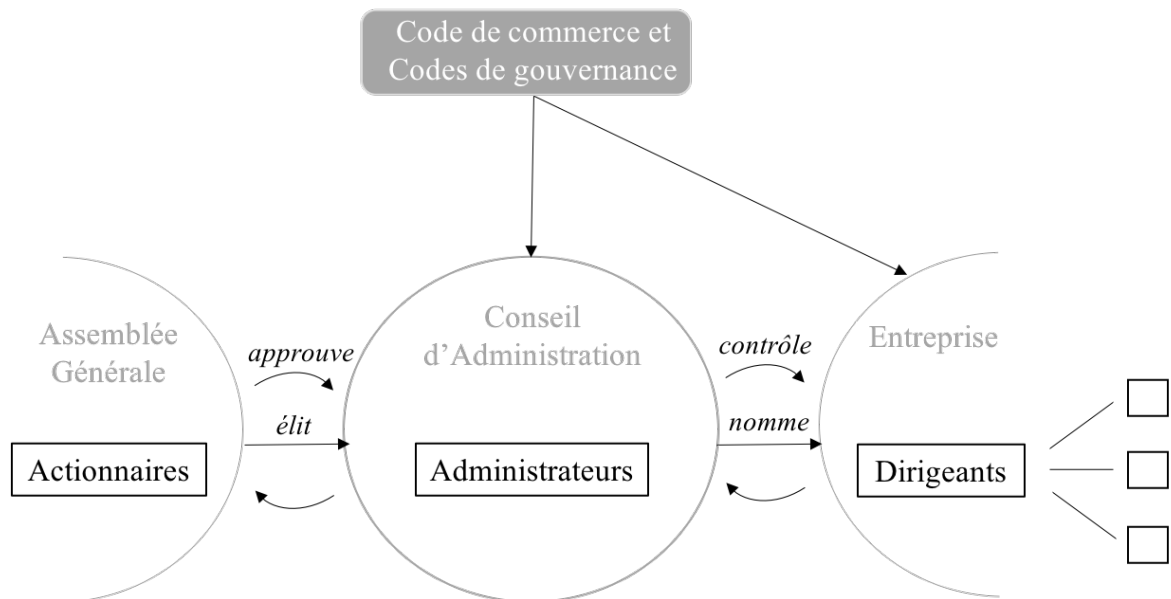 Code de commerce et
Codes de gouvernance
Assemblée
Générale
approuve
élit
Actionnaires
Conseil
d’Administration
Administrateurs
contrôle
nomme
Entreprise
Dirigeants